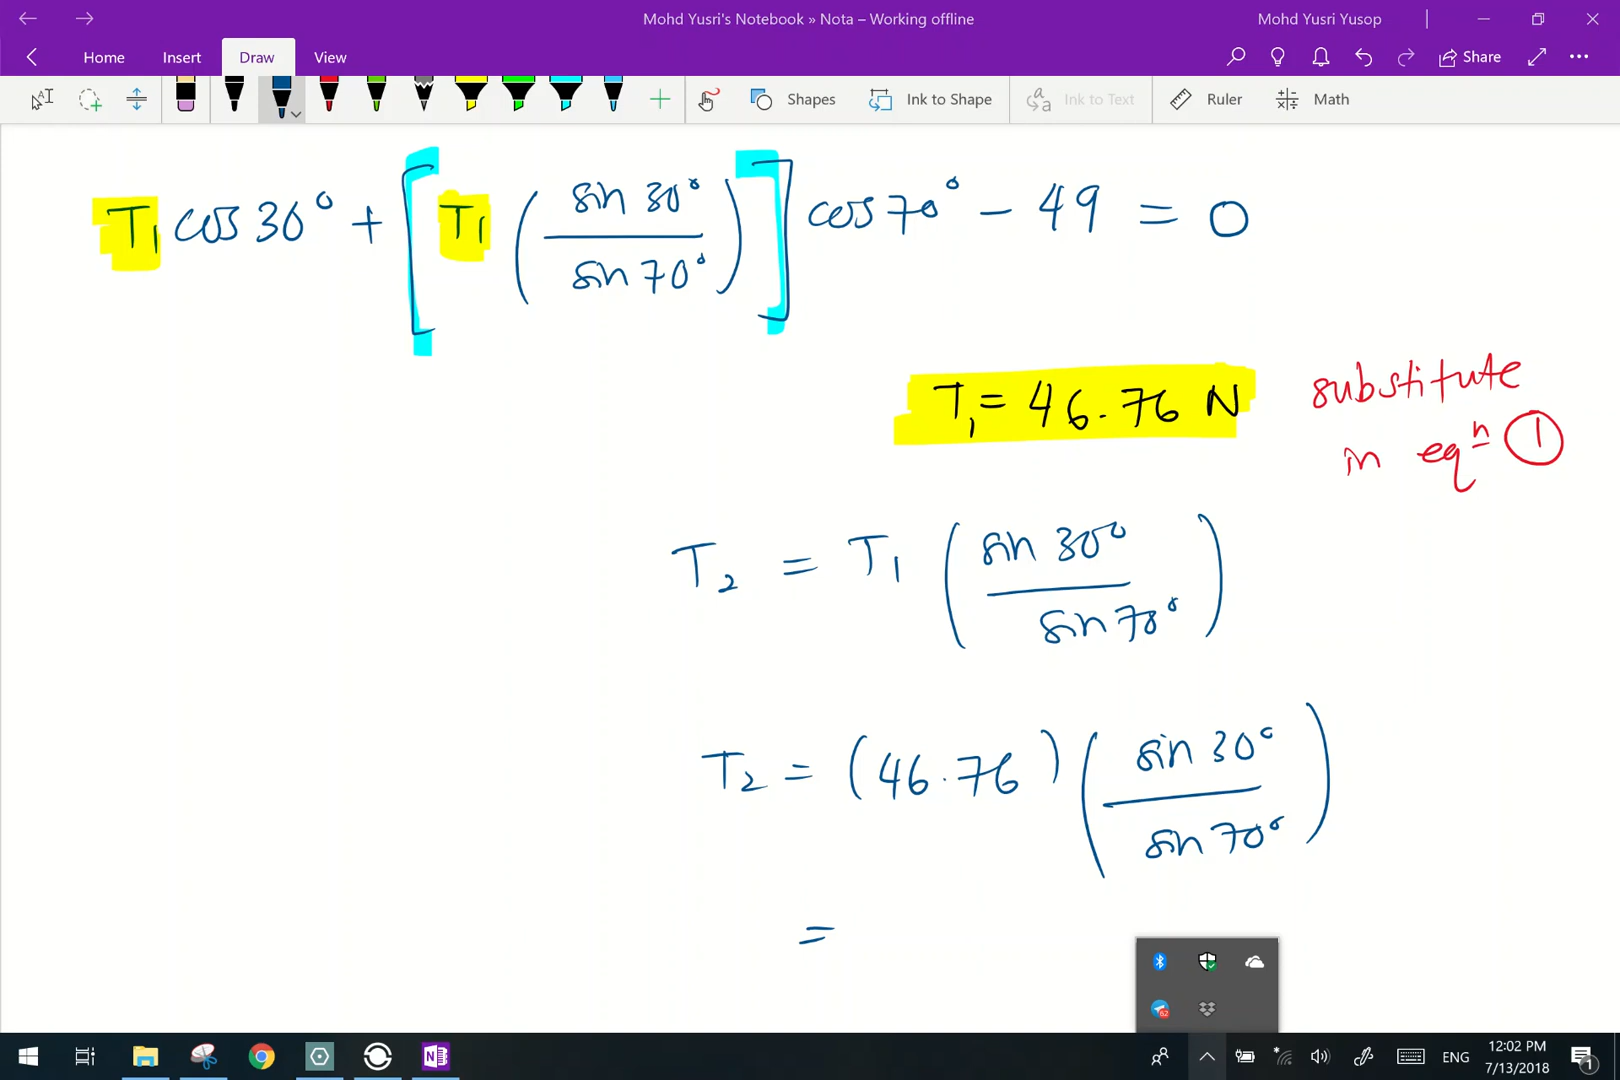 Mohd Yusri's Notebook » Nota – Working offline
Mohd Yusri Yusop
Home Insert Draw View
Share
Shapes Ink to Shape Ink to Text Ruler Math
T₁ cos 30° + [ T₁ ( sin 30° / sin 70° ) ] cos 70° − 49 = 0
T₁ = 46.76 N
substitute
in eqⁿ ①
T₂ = T₁ ( sin 30° / sin 70° )
T₂ = (46.76) ( sin 30° / sin 70° )
=
62
N
ENG
12:02 PM
7/13/2018
1